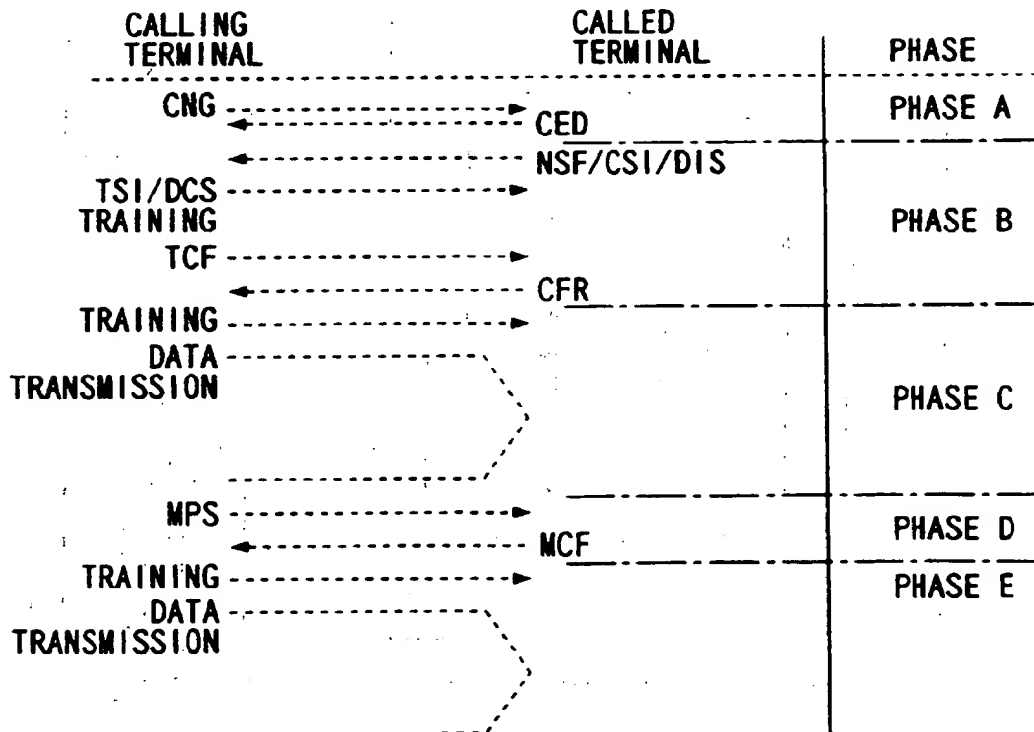 CALLING TERMINAL
CALLED TERMINAL
PHASE
CNG
CED
PHASE A
NSF/CSI/DIS
TSI/DCS
TRAINING
PHASE B
TCF
CFR
TRAINING
DATA
TRANSMISSION
PHASE C
MPS
PHASE D
MCF
TRAINING
PHASE E
DATA
TRANSMISSION